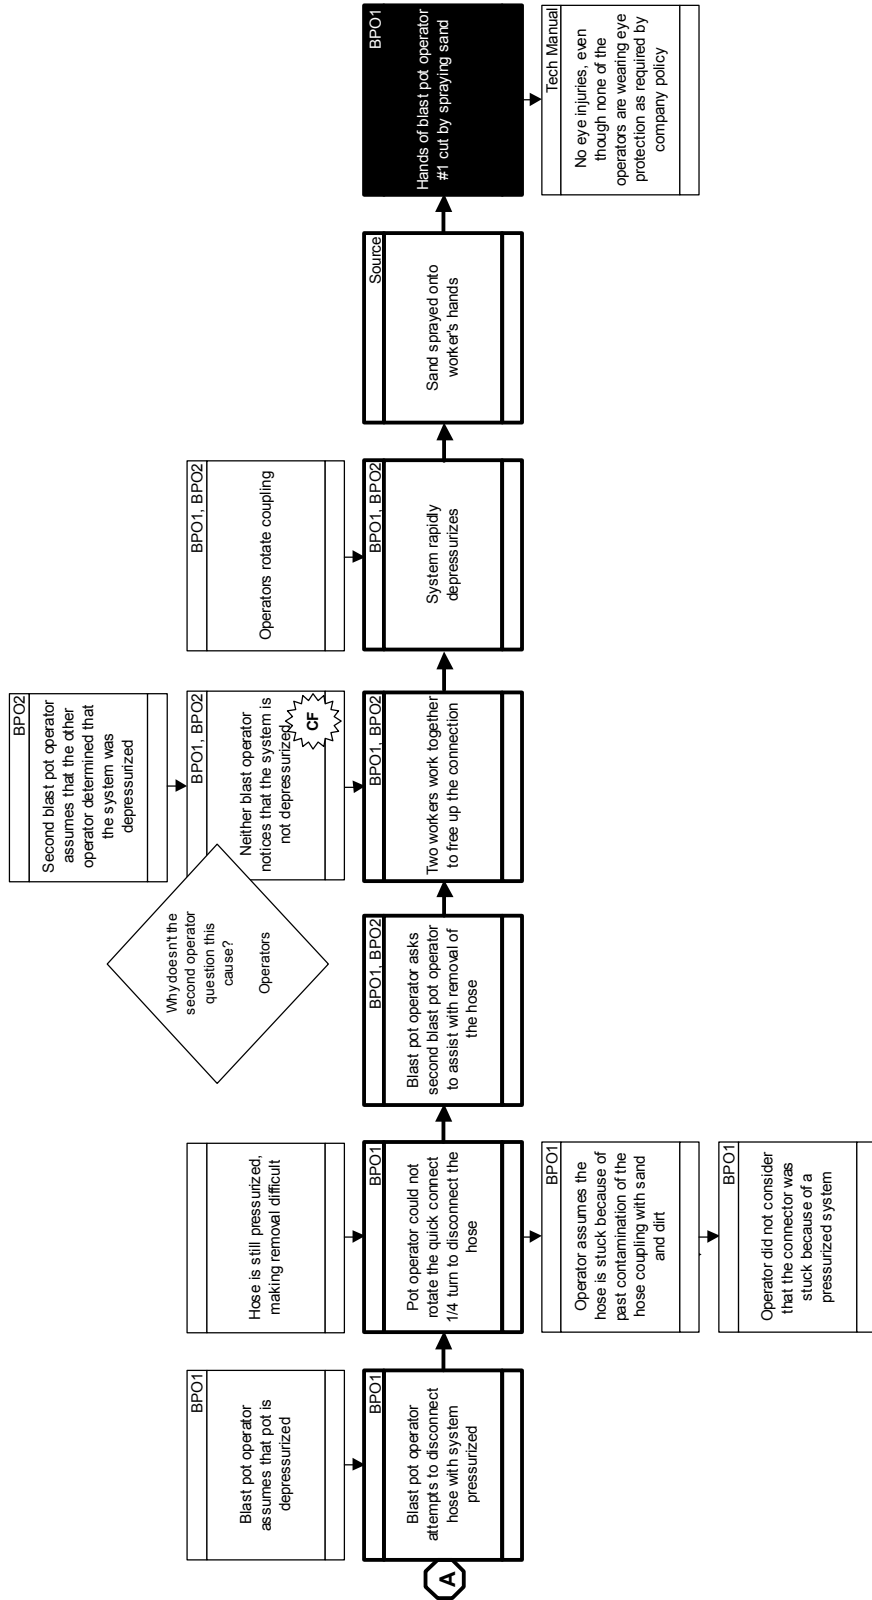 BPO2
Second blast pot operator
assumes that the other
operator determined that
the system was
depressurized
BPO1
Blast pot operator
assumes that pot is
depressurized
Hose is still pressurized,
making removal difficult
Why doesn't the
second operator
question this
cause?
Operators
BPO1, BPO2
Neither blast operator
notices that the system is
not depressurized
CF
BPO1, BPO2
Operators rotate coupling
A
BPO1
Blast pot operator
attempts to disconnect
hose with system
pressurized
BPO1
Pot operator could not
rotate the quick connect
1/4 turn to disconnect the
hose
BPO1, BPO2
Blast pot operator asks
second blast pot operator
to assist with removal of
the hose
BPO1, BPO2
Two workers work together
to free up the connection
BPO1, BPO2
System rapidly
depressurizes
Source
Sand sprayed onto
worker's hands
BPO1
Hands of blast pot operator
#1 cut by spraying sand
BPO1
Operator assumes the
hose is stuck because of
past contamination of the
hose coupling with sand
and dirt
Tech Manual
No eye injuries, even
though none of the
operators are wearing eye
protection as required by
company policy
BPO1
Operator did not consider
that the connector was
stuck because of a
pressurized system